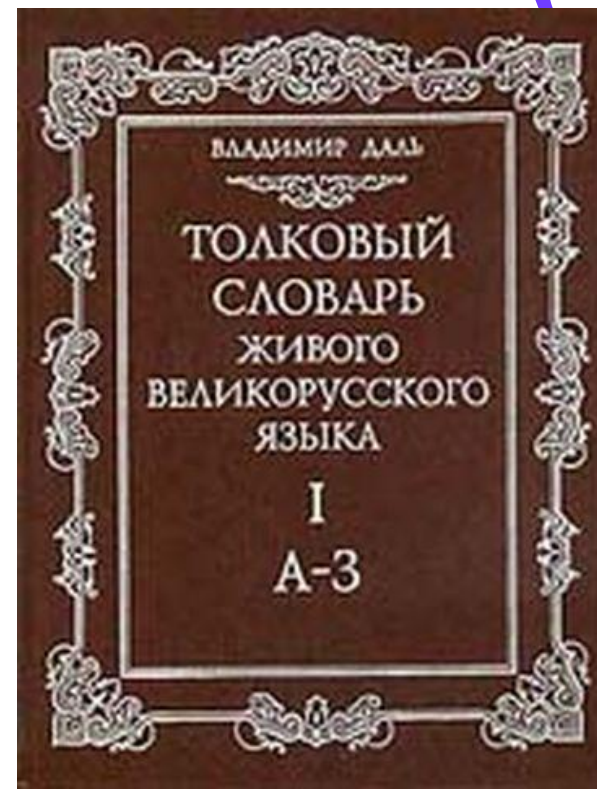 ВЛАДИМИР ДАЛЬ
ТОЛКОВЫЙ
СЛОВАРЬ
ЖИВОГО
ВЕЛИКОРУССКОГО
ЯЗЫКА
I
А-З